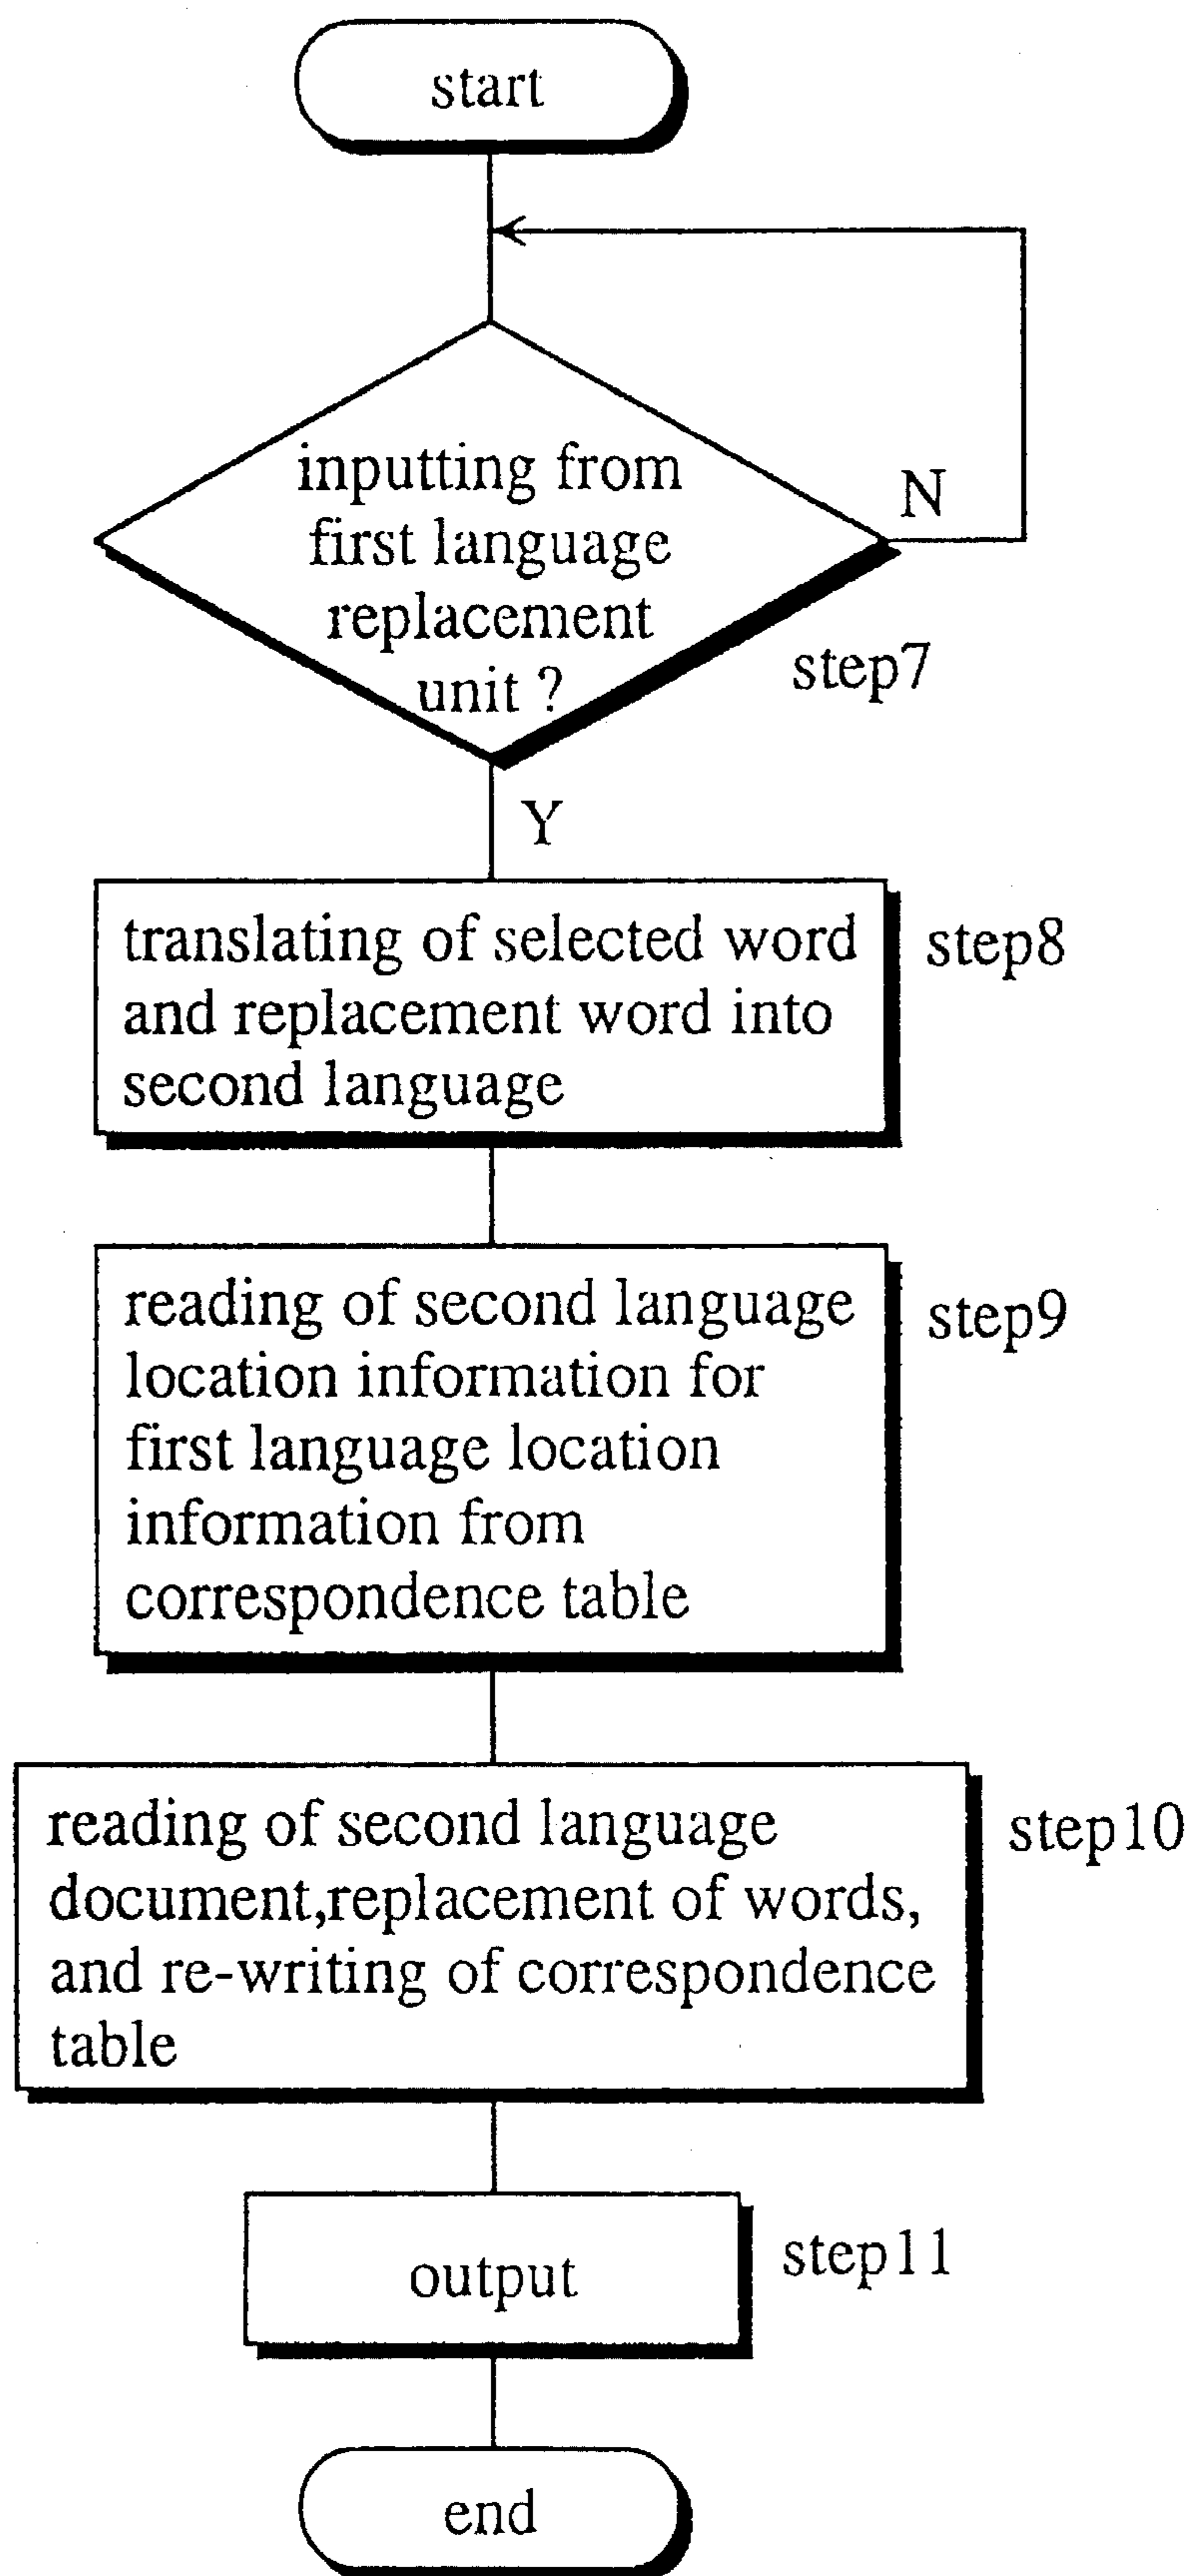 start
inputting from
first language
replacement
unit ?
N
step7
Y
translating of selected word
and replacement word into
second language
step8
reading of second language
location information for
first language location
information from
correspondence table
step9
reading of second language
document,replacement of words,
and re-writing of correspondence
table
step10
output
step11
end